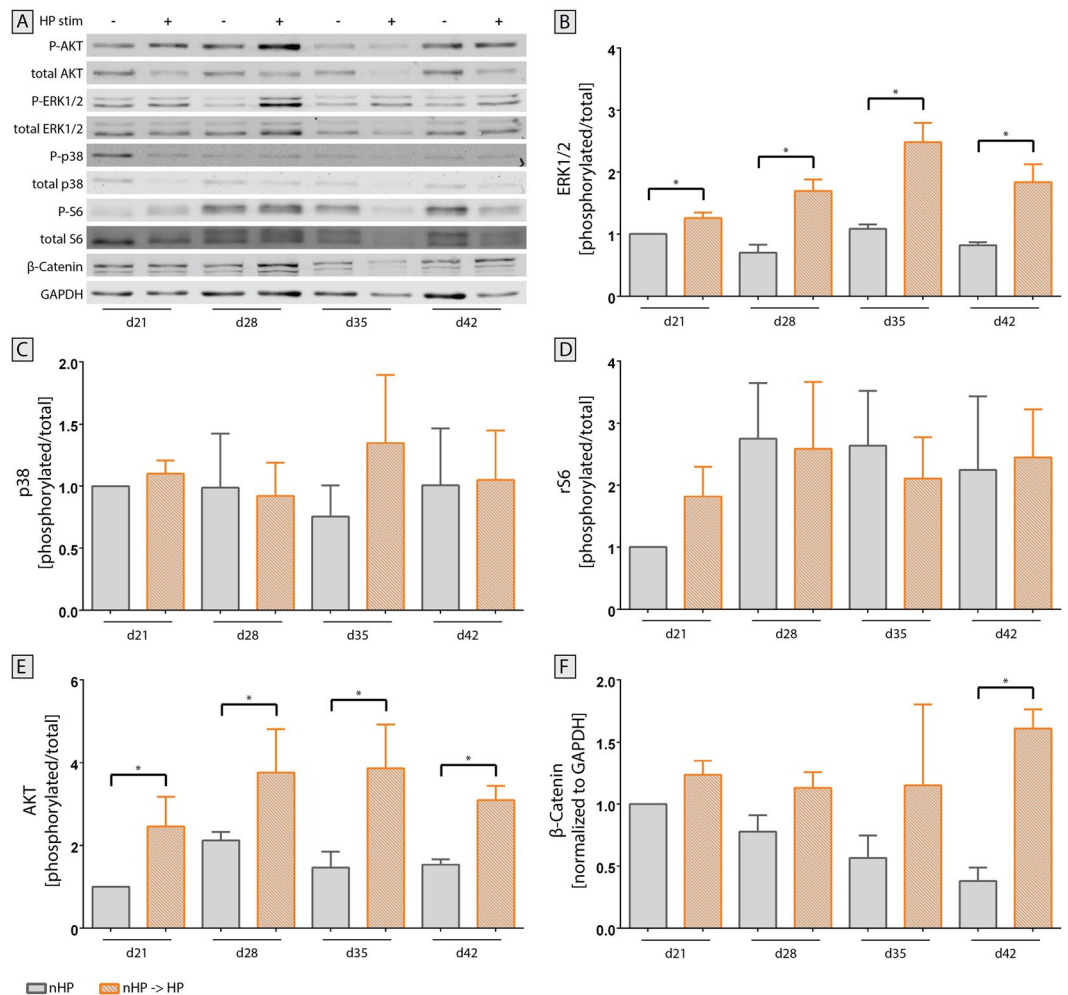 A
HP stim - + - + - + - +
P-AKT
total AKT
P-ERK1/2
total ERK1/2
P-p38
total p38
P-S6
total S6
β-Catenin
GAPDH
d21 d28 d35 d42
B
ERK1/2
[phosphorylated/total]
4
3
2
1
0
* * * *
d21 d28 d35 d42
C
p38
[phosphorylated/total]
2.0
1.5
1.0
0.5
0.0
d21 d28 d35 d42
D
rS6
[phosphorylated/total]
4
3
2
1
0
d21 d28 d35 d42
E
AKT
[phosphorylated/total]
6
4
2
0
* * * *
d21 d28 d35 d42
F
β-Catenin
[normalized to GAPDH]
2.0
1.5
1.0
0.5
0.0
*
d21 d28 d35 d42
nHP nHP -> HP